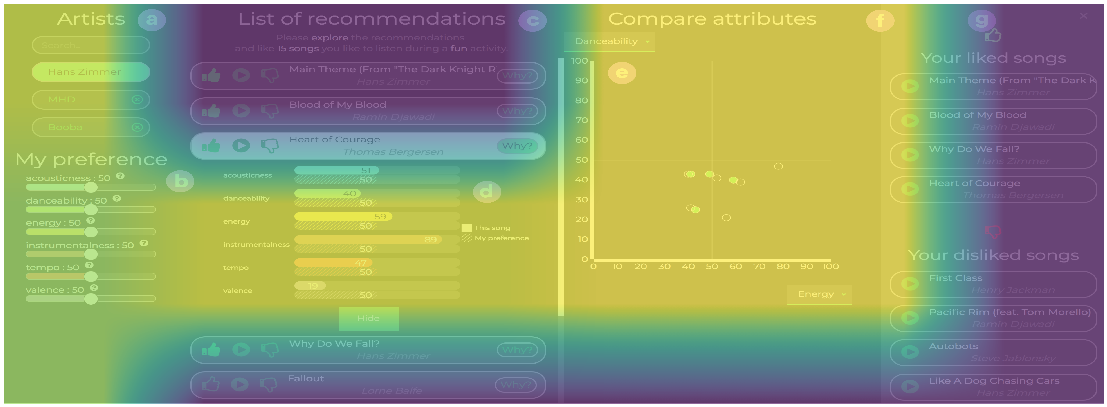 Artists
a
Search...
Hans Zimmer
MHD
Booba
My preference
b
acousticness : 50 ?
danceability : 50 ?
energy : 50 ?
instrumentalness : 50 ?
tempo : 50 ?
valence : 50 ?
List of recommendations
c
Please explore the recommendations
and like 15 songs you like to listen during a fun activity.
Main Theme (From "The Dark Knight R
Hans Zimmer
Why?
Blood of My Blood
Ramin Djawadi
Why?
Heart of Courage
Thomas Bergersen
Why?
d
acousticness
51
50
danceability
40
50
energy
59
50
instrumentalness
89
50
tempo
47
50
valence
19
50
This song
My preference
Hide
Why Do We Fall?
Hans Zimmer
Why?
Fallout
Lorne Balfe
Why?
Compare attributes
f
Danceability
e
100
90
80
70
60
50
40
30
20
10
0
0 10 20 30 40 50 60 70 80 90 100
Energy
g
×
Your liked songs
Main Theme (From "The Dark K
Hans Zimmer
Blood of My Blood
Ramin Djawadi
Why Do We Fall?
Hans Zimmer
Heart of Courage
Thomas Bergersen
Your disliked songs
First Class
Henry Jackman
Pacific Rim (feat. Tom Morello)
Ramin Djawadi
Autobots
Steve Jablonsky
Like A Dog Chasing Cars
Hans Zimmer